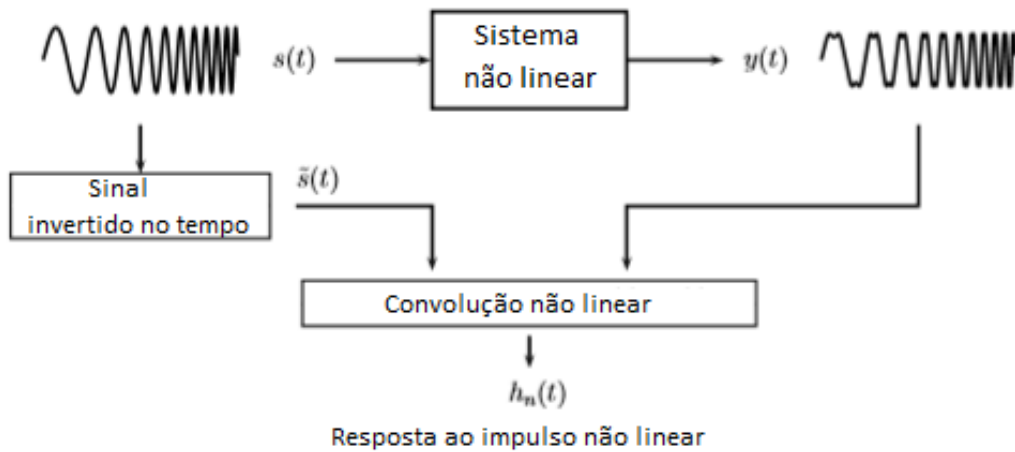 s(t)
Sistema
não linear
y(t)
Sinal
invertido no tempo
s̃(t)
Convolução não linear
hₙ(t)
Resposta ao impulso não linear